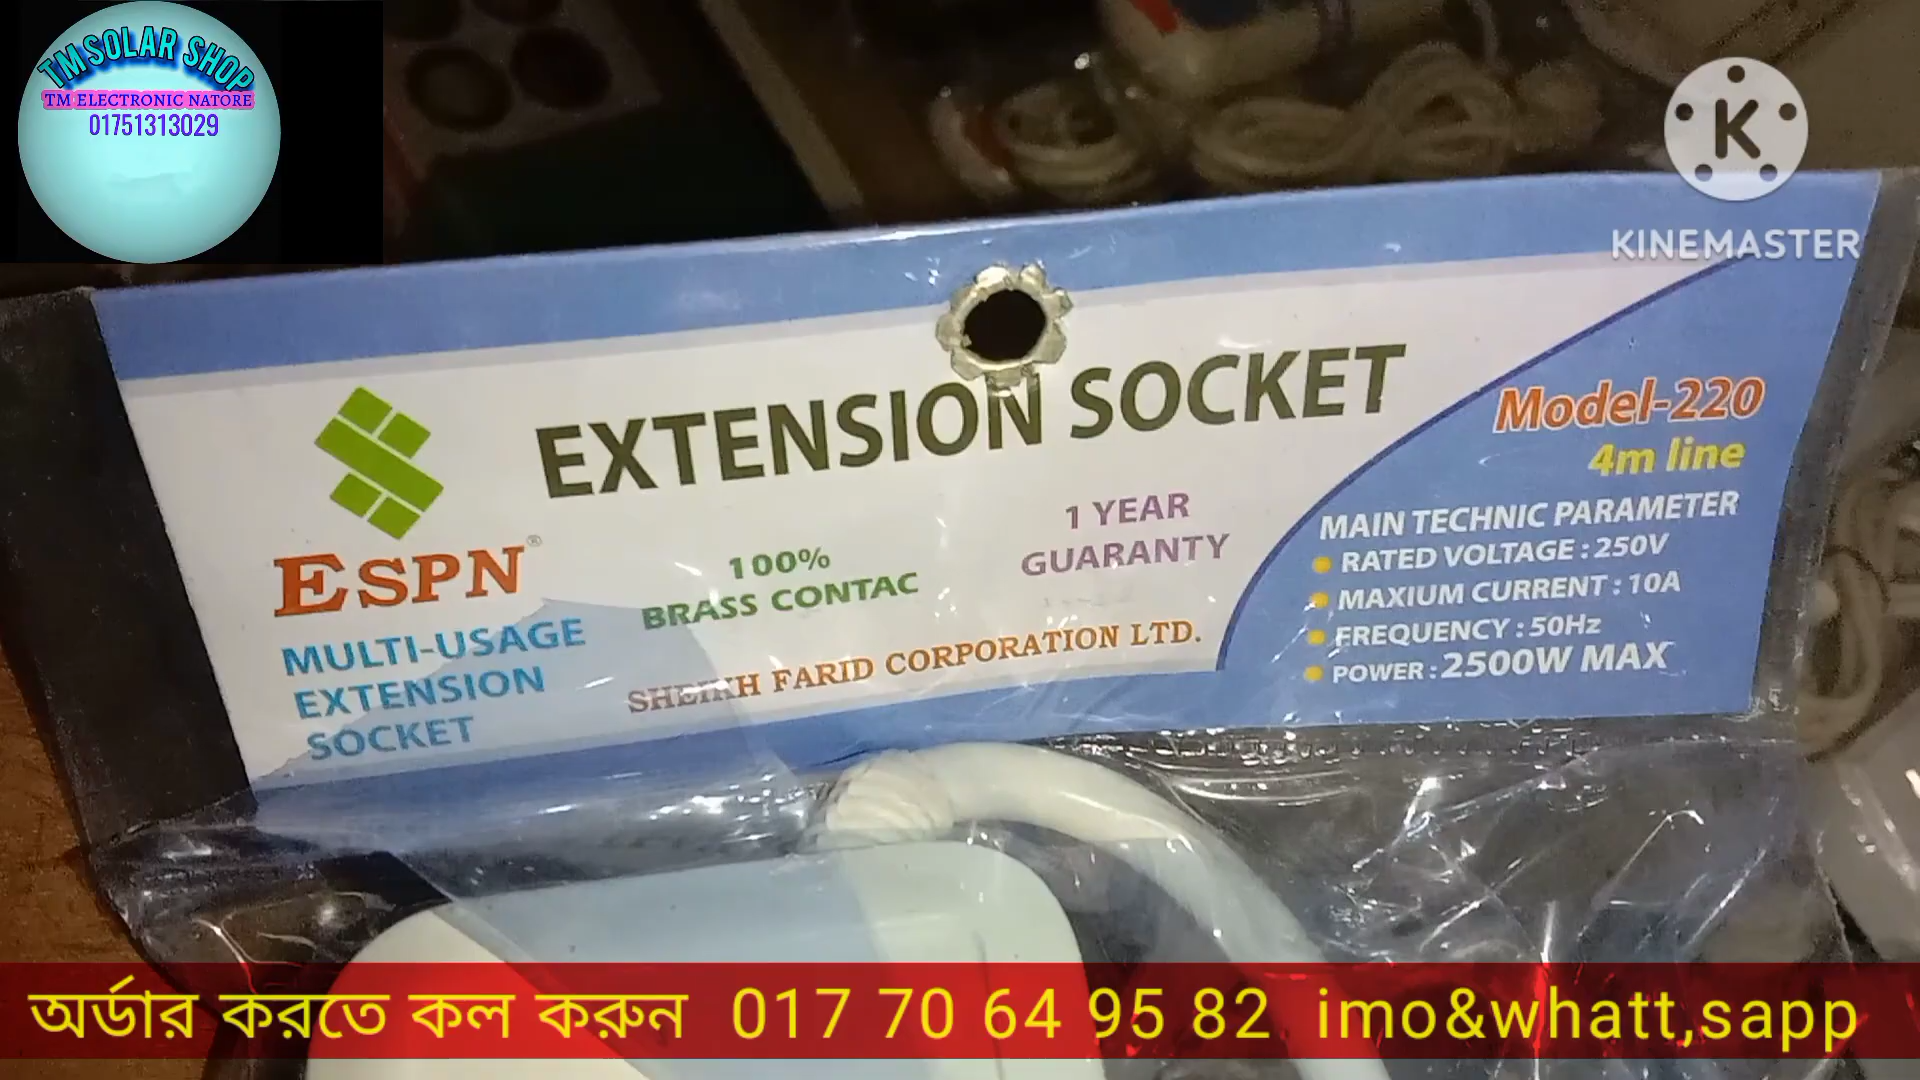 TM SOLAR SHOP
TM ELECTRONIC NATORE
01751313029
KINEMASTER
EXTENSION SOCKET
Model-220
4m line
ESPN®
MULTI-USAGE
EXTENSION
SOCKET
100%
BRASS CONTAC
1 YEAR
GUARANTY
SHEIKH FARID CORPORATION LTD.
MAIN TECHNIC PARAMETER
RATED VOLTAGE : 250V
MAXIUM CURRENT : 10A
FREQUENCY : 50Hz
POWER : 2500W MAX
অর্ডার করতে কল করুন 017 70 64 95 82 imo&whatt,sapp